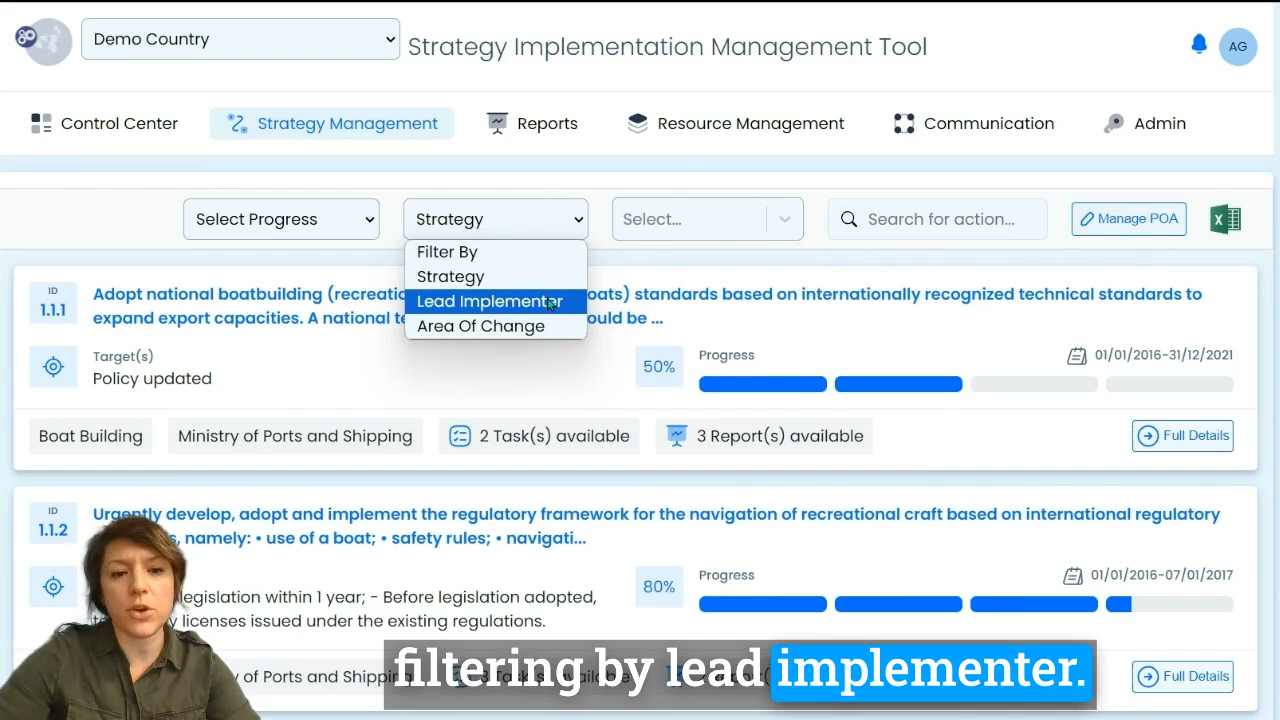 Demo Country
Strategy Implementation Management Tool
AG
Control Center
Strategy Management
Reports
Resource Management
Communication
Admin
Select Progress
Strategy
Select...
Search for action...
Manage POA
Filter By
Strategy
Lead Implementer
Area Of Change
ID
1.1.1
Adopt national boatbuilding (recreatio oats) standards based on internationally recognized technical standards to
expand export capacities. A national te ould be ...
Target(s)
Policy updated
50%
Progress
01/01/2016-31/12/2021
Boat Building
Ministry of Ports and Shipping
2 Task(s) available
3 Report(s) available
Full Details
ID
1.1.2
Urgently develop, adopt and implement the regulatory framework for the navigation of recreational craft based on international regulatory
namely: • use of a boat; • safety rules; • navigati...
legislation within 1 year; - Before legislation adopted,
licenses issued under the existing regulations.
80%
Progress
01/01/2016-07/01/2017
of Ports and Shipping
Task(s) available
Full Details
filtering by lead implementer.